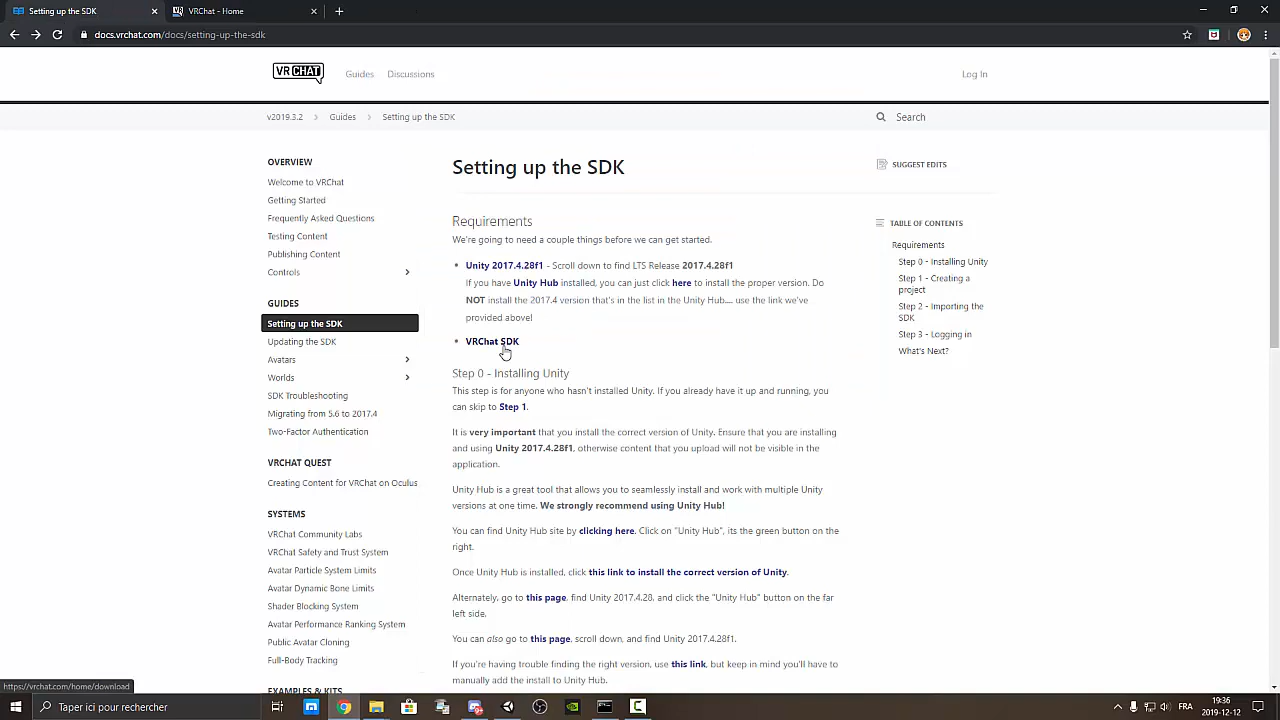 Setting up the SDK
VRChat - Home
docs.vrchat.com/docs/setting-up-the-sdk
VRCHAT
Guides
Discussions
Log In
v2019.3.2
Guides
Setting up the SDK
Search
OVERVIEW
Welcome to VRChat
Getting Started
Frequently Asked Questions
Testing Content
Publishing Content
Controls
GUIDES
Setting up the SDK
Updating the SDK
Avatars
Worlds
SDK Troubleshooting
Migrating from 5.6 to 2017.4
Two-Factor Authentication
VRCHAT QUEST
Creating Content for VRChat on Oculus
SYSTEMS
VRChat Community Labs
VRChat Safety and Trust System
Avatar Particle System Limits
Avatar Dynamic Bone Limits
Shader Blocking System
Avatar Performance Ranking System
Public Avatar Cloning
Full-Body Tracking
EXAMPLES & KITS
Setting up the SDK
Requirements
We're going to need a couple things before we can get started.
• Unity 2017.4.28f1 - Scroll down to find LTS Release 2017.4.28f1
If you have Unity Hub installed, you can just click here to install the proper version. Do
NOT install the 2017.4 version that's in the list in the Unity Hub.... use the link we've
provided above!
• VRChat SDK
Step 0 - Installing Unity
This step is for anyone who hasn't installed Unity. If you already have it up and running, you
can skip to Step 1.
It is very important that you install the correct version of Unity. Ensure that you are installing
and using Unity 2017.4.28f1, otherwise content that you upload will not be visible in the
application.
Unity Hub is a great tool that allows you to seamlessly install and work with multiple Unity
versions at one time. We strongly recommend using Unity Hub!
You can find Unity Hub site by clicking here. Click on "Unity Hub", its the green button on the
right.
Once Unity Hub is installed, click this link to install the correct version of Unity.
Alternately, go to this page, find Unity 2017.4.28, and click the "Unity Hub" button on the far
left side.
You can also go to this page, scroll down, and find Unity 2017.4.28f1.
If you're having trouble finding the right version, use this link, but keep in mind you'll have to
manually add the install to Unity Hub.
SUGGEST EDITS
TABLE OF CONTENTS
Requirements
Step 0 - Installing Unity
Step 1 - Creating a
project
Step 2 - Importing the
SDK
Step 3 - Logging in
What's Next?
https://vrchat.com/home/download
Taper ici pour rechercher
FRA
19:36
2019-12-12